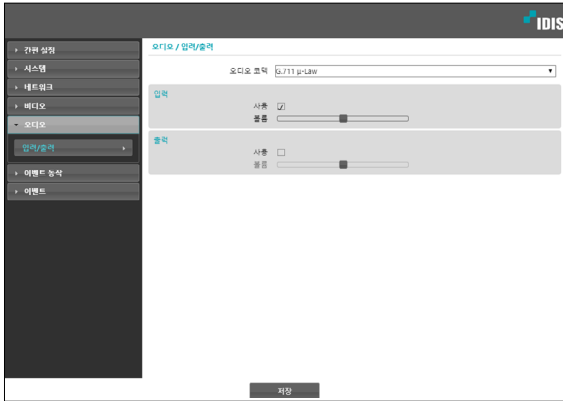 IDIS
간편 설정
시스템
네트워크
비디오
오디오
입력/출력
이벤트 동작
이벤트
오디오 / 입력/출력
오디오 코덱 G.711 μ-Law
입력
사용
볼륨
출력
사용
볼륨
저장